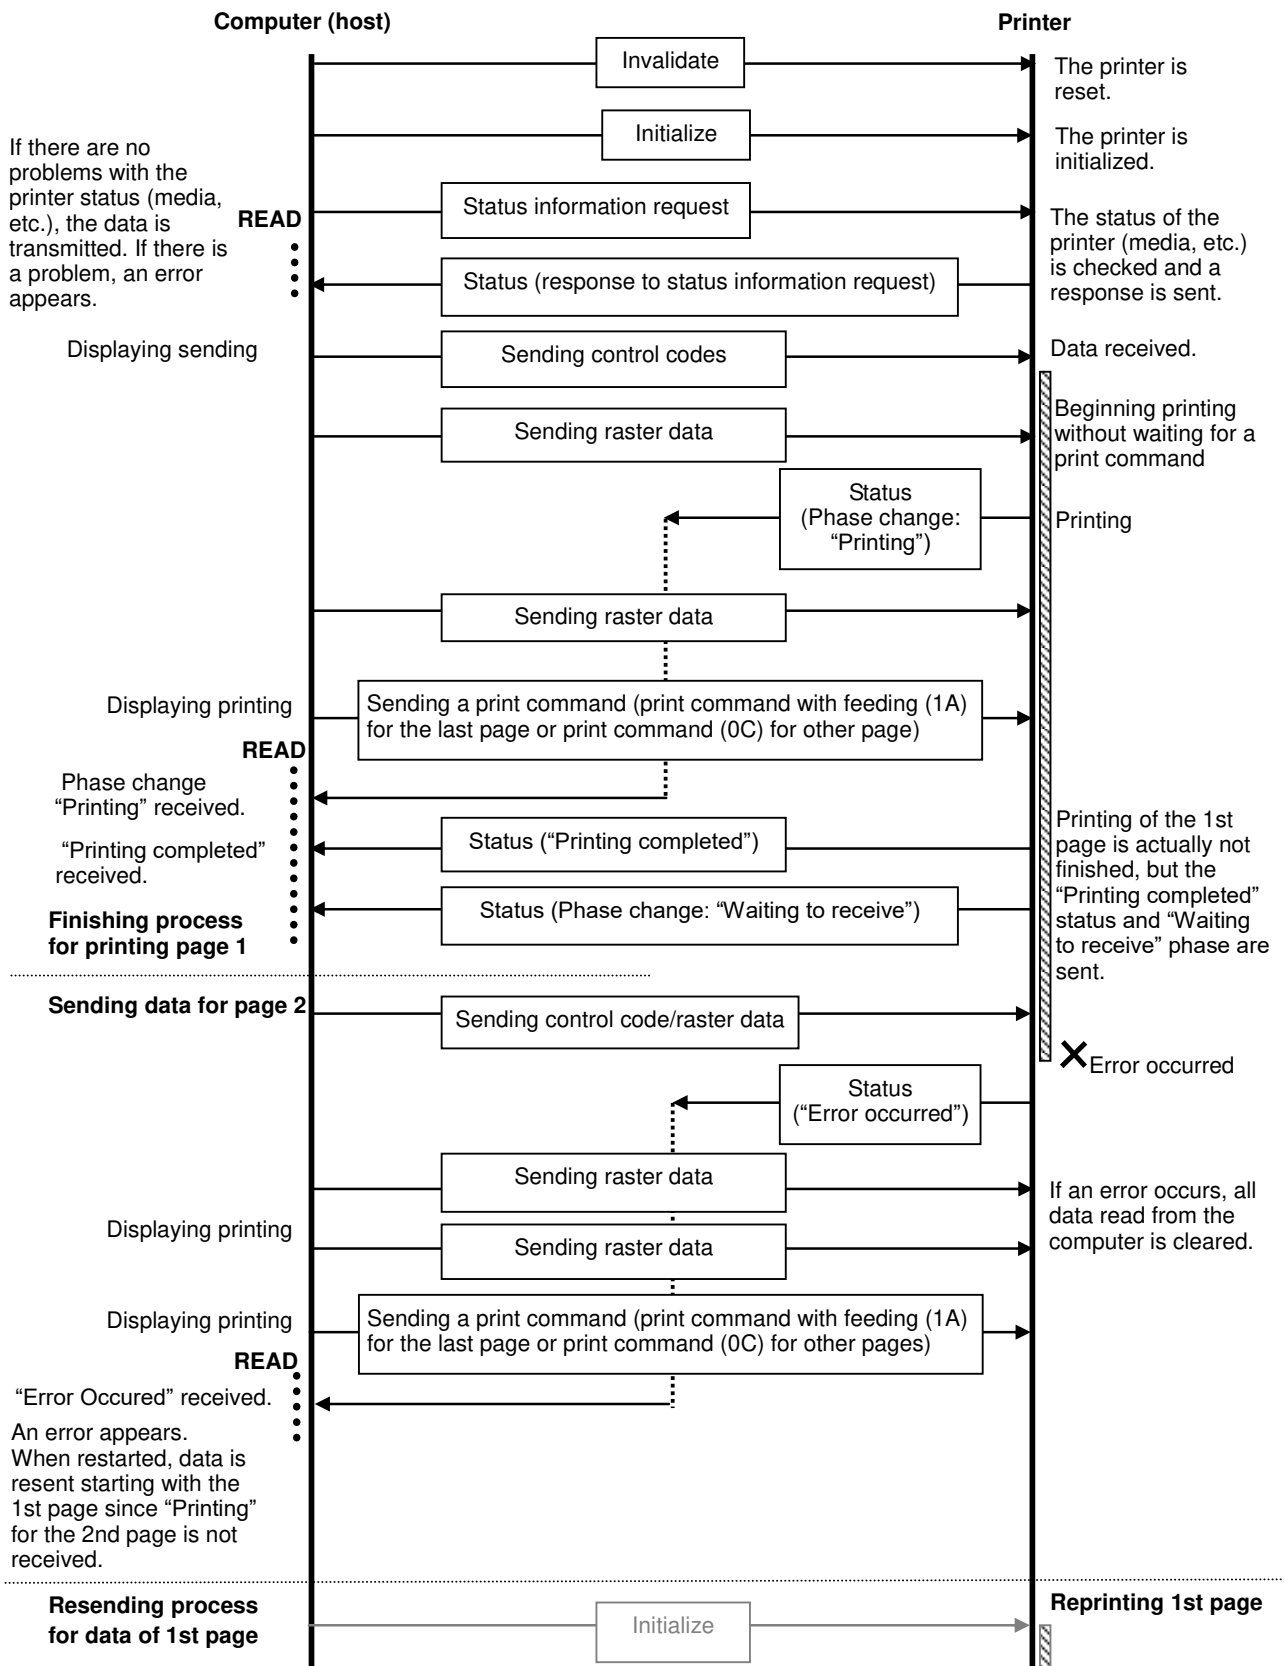 Computer (host)
Printer
Invalidate
The printer is
reset.
Initialize
The printer is
initialized.
If there are no
problems with the
printer status (media,
etc.), the data is
transmitted. If there is
a problem, an error
appears.
READ
Status information request
The status of the
printer (media, etc.)
is checked and a
response is sent.
Status (response to status information request)
Displaying sending
Sending control codes
Data received.
Sending raster data
Beginning printing
without waiting for a
print command
Status
(Phase change:
“Printing”)
Printing
Sending raster data
Displaying printing
Sending a print command (print command with feeding (1A)
for the last page or print command (0C) for other page)
READ
Phase change
“Printing” received.
“Printing completed”
received.
Status (“Printing completed”)
Printing of the 1st
page is actually not
finished, but the
“Printing completed”
status and “Waiting
to receive” phase are
sent.
Status (Phase change: “Waiting to receive”)
Finishing process
for printing page 1
Sending data for page 2
Sending control code/raster data
Error occurred
Status
(“Error occurred”)
Sending raster data
If an error occurs, all
data read from the
computer is cleared.
Displaying printing
Sending raster data
Displaying printing
Sending a print command (print command with feeding (1A)
for the last page or print command (0C) for other pages)
READ
“Error Occured” received.
An error appears.
When restarted, data is
resent starting with the
1st page since “Printing”
for the 2nd page is not
received.
Resending process
for data of 1st page
Initialize
Reprinting 1st page